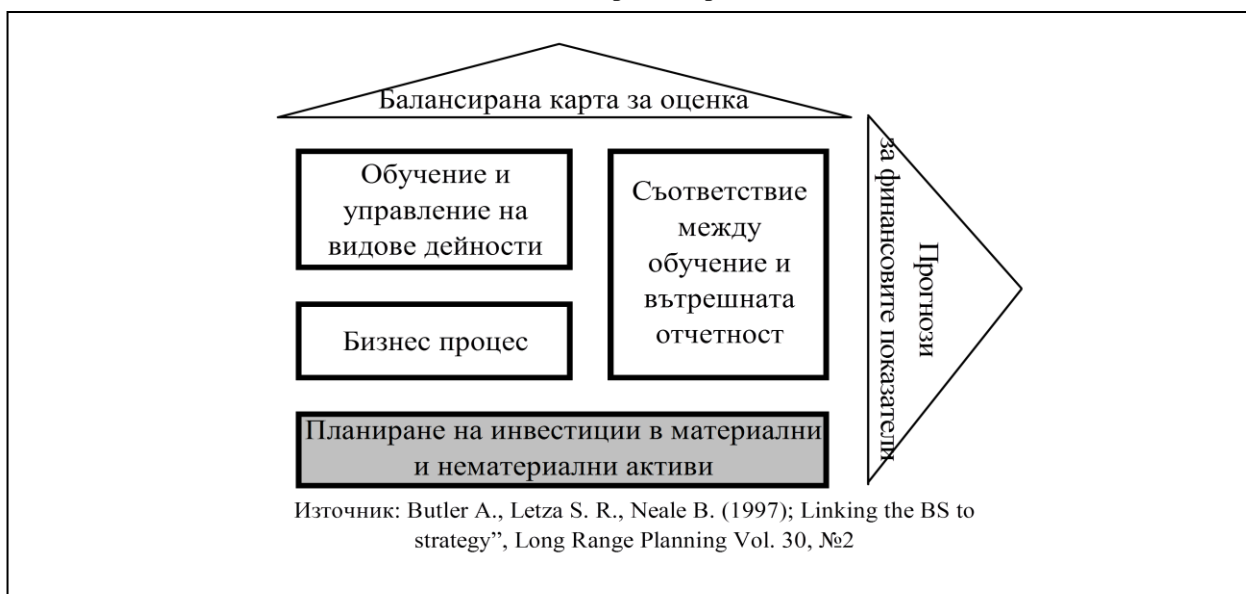 Балансирана карта за оценка
Обучение и
управление на
видове дейности
Бизнес процес
Съответствие
между
обучение и
вътрешната
отчетност
Прогнози
за финансовите показатели
Планиране на инвестиции в материални
и нематериални активи
Източник: Butler A., Letza S. R., Neale B. (1997); Linking the BS to
strategy”, Long Range Planning Vol. 30, №2